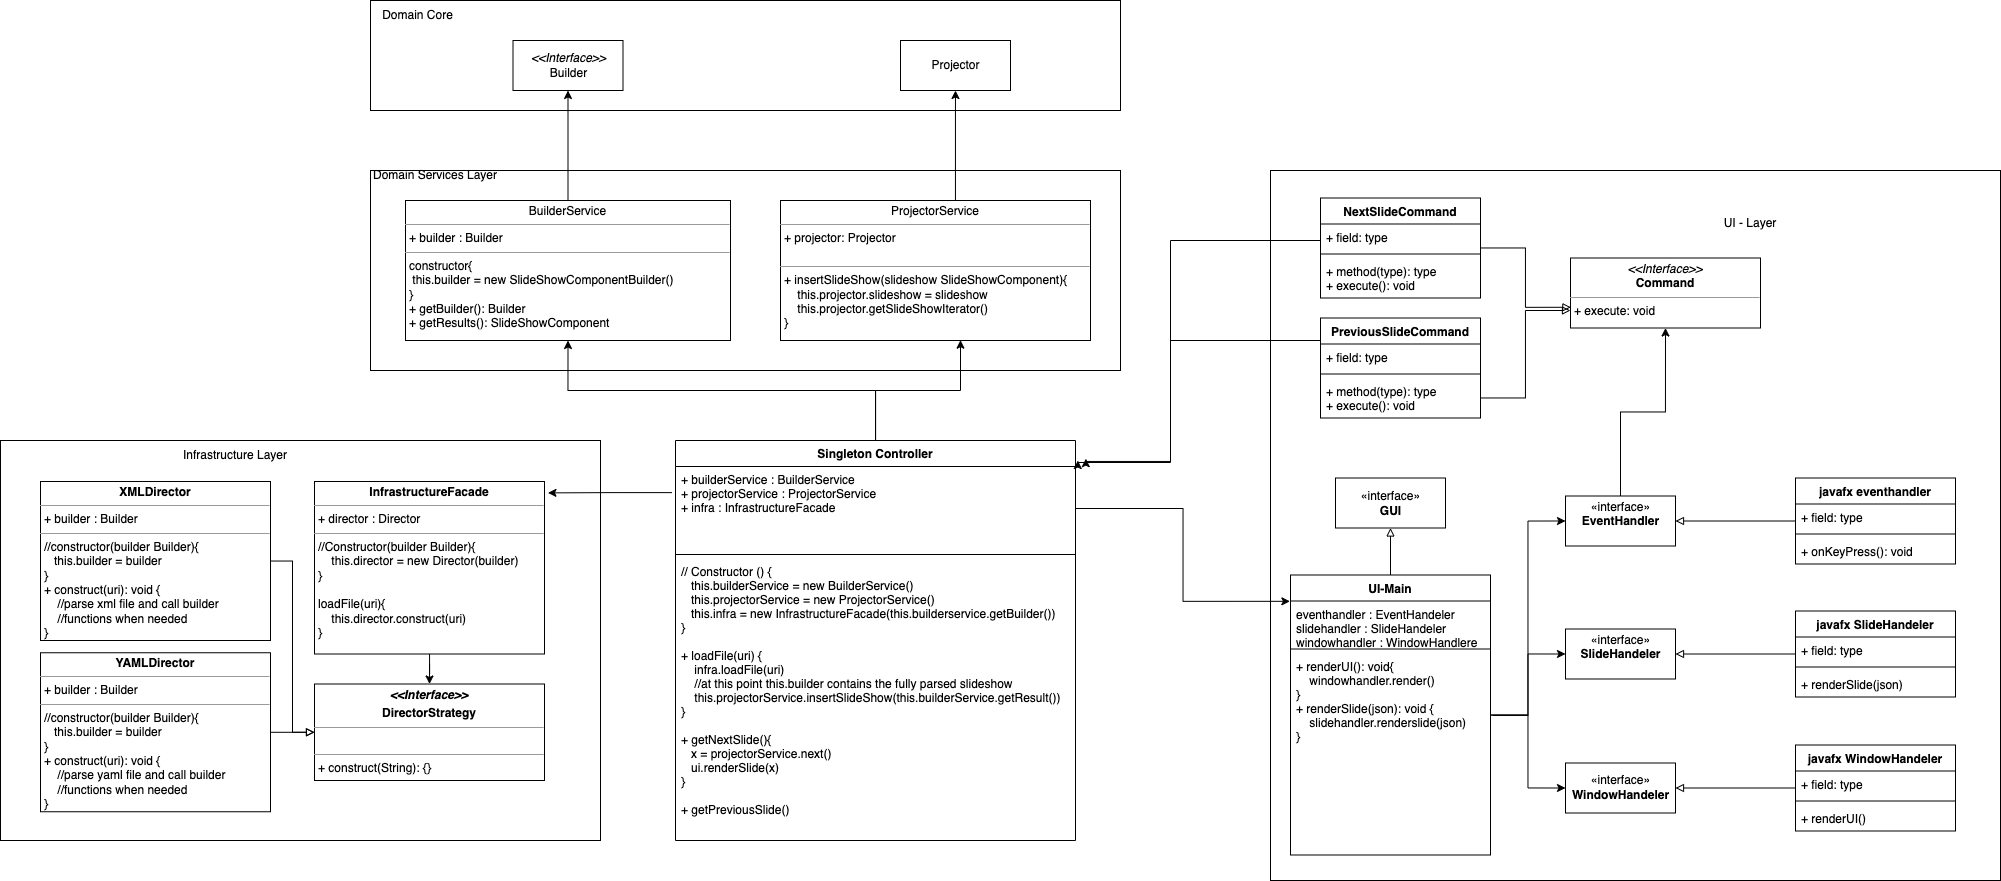 Domain Core
<<Interface>>
Builder
Projector
Domain Services Layer
BuilderService
+ builder : Builder
constructor{
this.builder = new SlideShowComponentBuilder()
}
+ getBuilder(): Builder
+ getResults(): SlideShowComponent
ProjectorService
+ projector: Projector
+ insertSlideShow(slideshow SlideShowComponent){
this.projector.slideshow = slideshow
this.projector.getSlideShowIterator()
}
Infrastructure Layer
XMLDirector
+ builder : Builder
//constructor(builder Builder){
this.builder = builder
}
+ construct(uri): void {
//parse xml file and call builder
//functions when needed
}
YAMLDirector
+ builder : Builder
//constructor(builder Builder){
this.builder = builder
}
+ construct(uri): void {
//parse yaml file and call builder
//functions when needed
}
InfrastructureFacade
+ director : Director
//Constructor(builder Builder){
this.director = new Director(builder)
}
loadFile(uri){
this.director.construct(uri)
}
<<Interface>>
DirectorStrategy
+ construct(String): {}
Singleton Controller
+ builderService : BuilderService
+ projectorService : ProjectorService
+ infra : InfrastructureFacade
// Constructor () {
this.builderService = new BuilderService()
this.projectorService = new ProjectorService()
this.infra = new InfrastructureFacade(this.builderservice.getBuilder())
}
+ loadFile(uri) {
infra.loadFile(uri)
//at this point this.builder contains the fully parsed slideshow
this.projectorService.insertSlideShow(this.builderService.getResult())
}
+ getNextSlide(){
x = projectorService.next()
ui.renderSlide(x)
}
+ getPreviousSlide()
UI - Layer
NextSlideCommand
+ field: type
+ method(type): type
+ execute(): void
PreviousSlideCommand
+ field: type
+ method(type): type
+ execute(): void
<<Interface>>
Command
+ execute: void
«interface»
GUI
UI-Main
eventhandler : EventHandeler
slidehandler : SlideHandeler
windowhandler : WindowHandlere
+ renderUI(): void{
windowhandler.render()
}
+ renderSlide(json): void {
slidehandler.renderslide(json)
}
«interface»
EventHandler
«interface»
SlideHandeler
«interface»
WindowHandeler
javafx eventhandler
+ field: type
+ onKeyPress(): void
javafx SlideHandeler
+ field: type
+ renderSlide(json)
javafx WindowHandeler
+ field: type
+ renderUI()